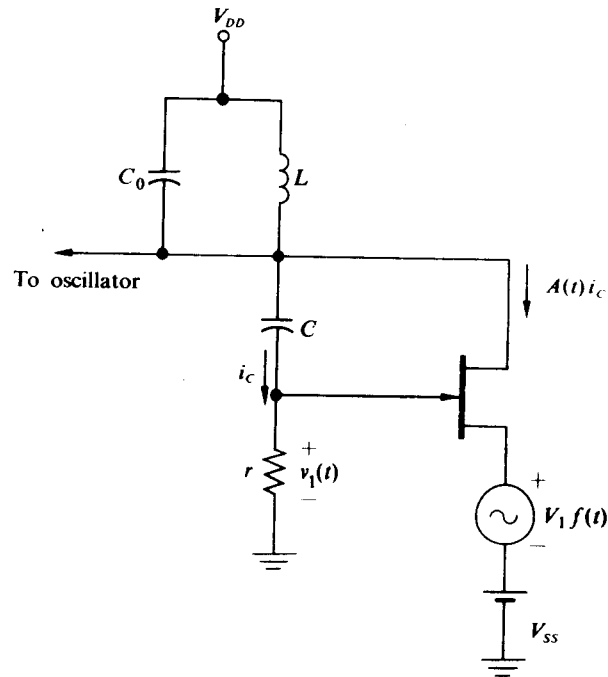 V_DD
C_0
L
To oscillator
A(t) i_C
C
i_C
+
r
v_1(t)
−
+
V_1 f(t)
−
V_SS